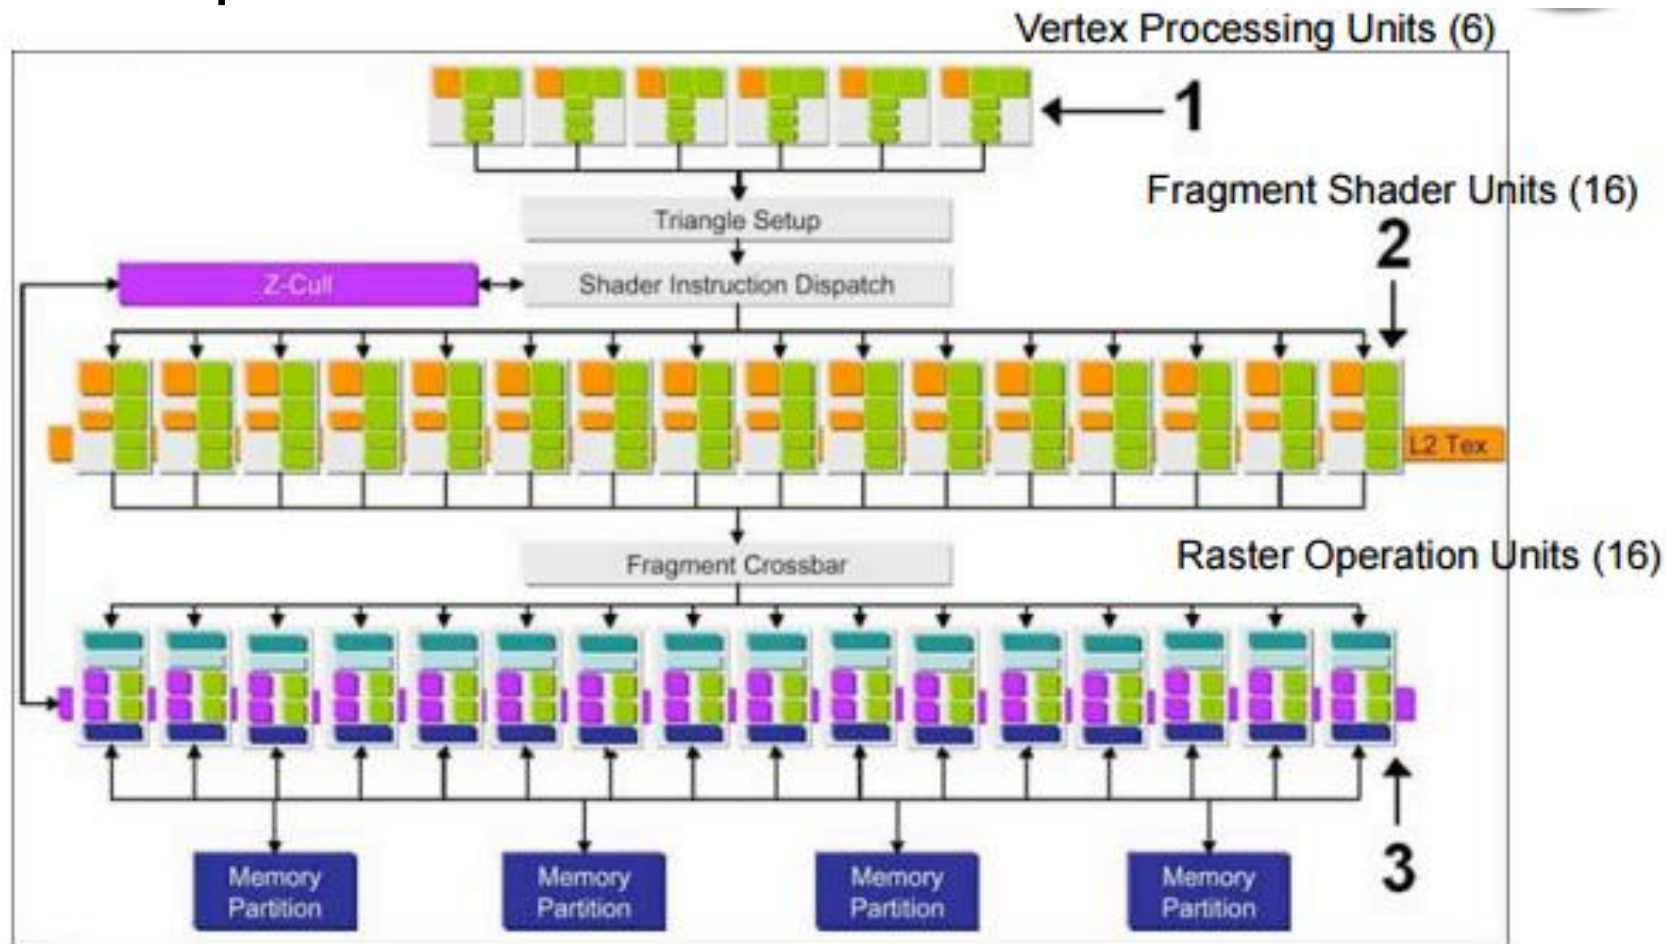 Vertex Processing Units (6)
1
Fragment Shader Units (16)
2
Triangle Setup
Z-Cull
Shader Instruction Dispatch
L2 Tex
Fragment Crossbar
Raster Operation Units (16)
3
Memory
Partition
Memory
Partition
Memory
Partition
Memory
Partition